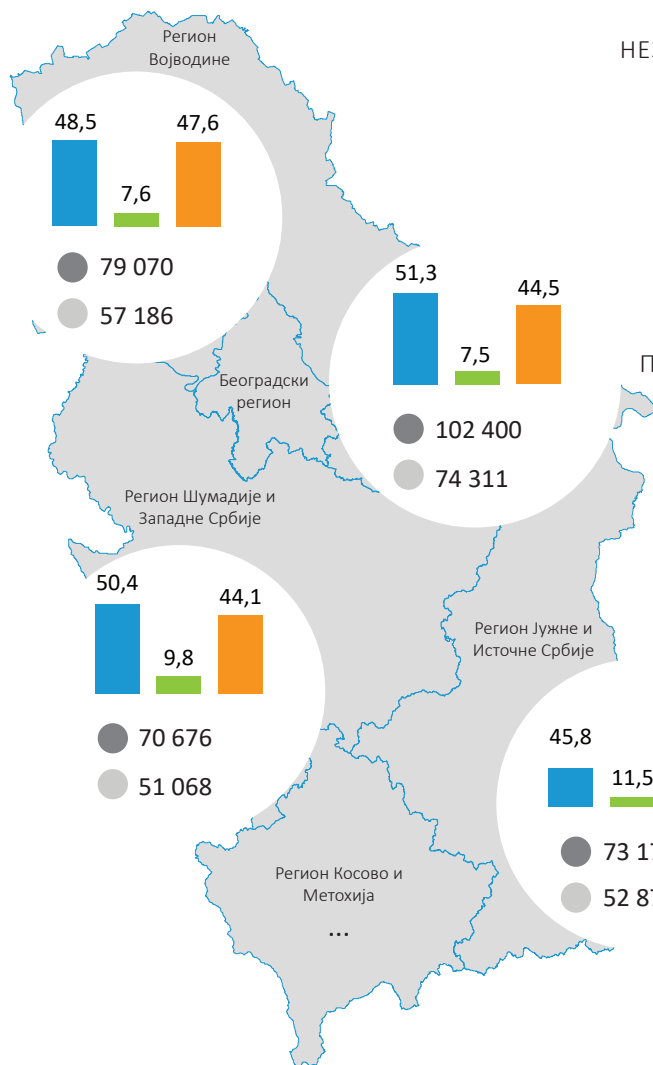 Регион
Војводине
48,5
47,6
7,6
79 070
57 186
51,3
44,5
7,5
102 400
74 311
Београдски
регион
Регион Шумадије и
Западне Србије
50,4
44,1
9,8
70 676
51 068
Регион Јужне и
Источне Србије
45,8
11,5
Регион Косово и
Метохија
...